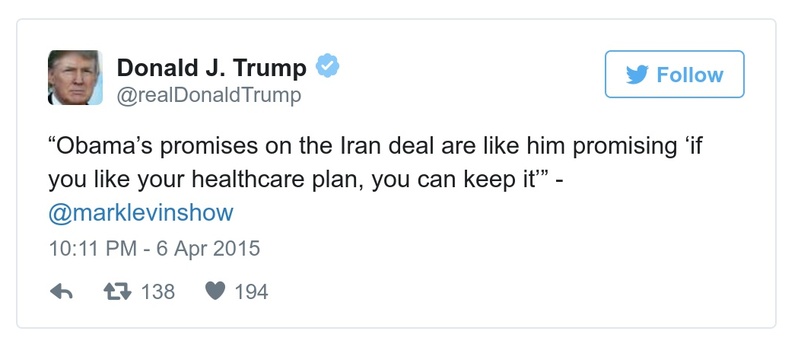 Donald J. Trump
@realDonaldTrump
Follow
“Obama’s promises on the Iran deal are like him promising ‘if
you like your healthcare plan, you can keep it’” -
@marklevinshow
10:11 PM - 6 Apr 2015
138
194